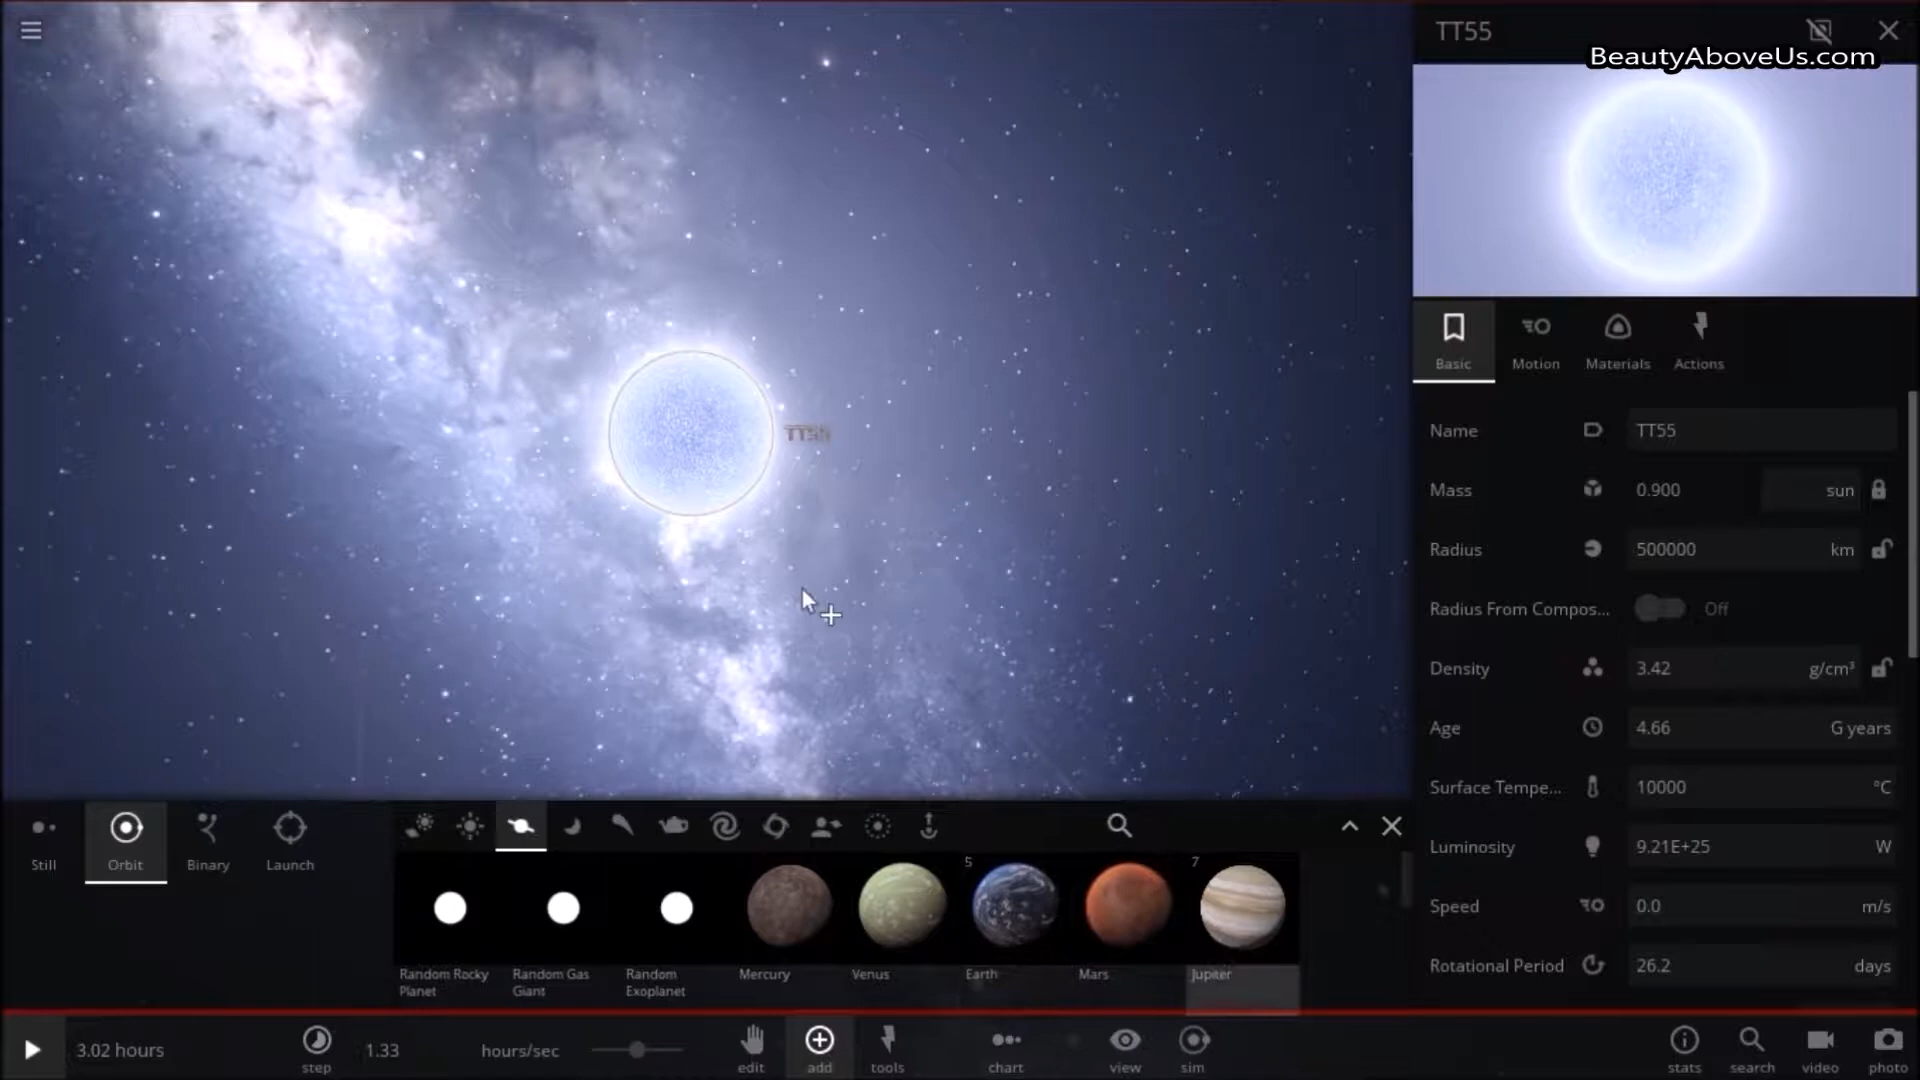 TT55
BeautyAboveUs.com
TT55
Basic
Motion
Materials
Actions
Name TT55
Mass 0.900 sun
Radius 500000 km
Radius From Compos... Off
Density 3.42 g/cm³
Age 4.66 G years
Surface Tempe... 10000 °C
Luminosity 9.21E+25 W
Speed 0.0 m/s
Rotational Period 26.2 days
Still
Orbit
Binary
Launch
5
7
Random Rocky
Planet
Random Gas
Giant
Random
Exoplanet
Mercury
Venus
Earth
Mars
Jupiter
3.02 hours
step
1.33 hours/sec
edit
add
tools
chart
view
sim
stats
search
video
photo